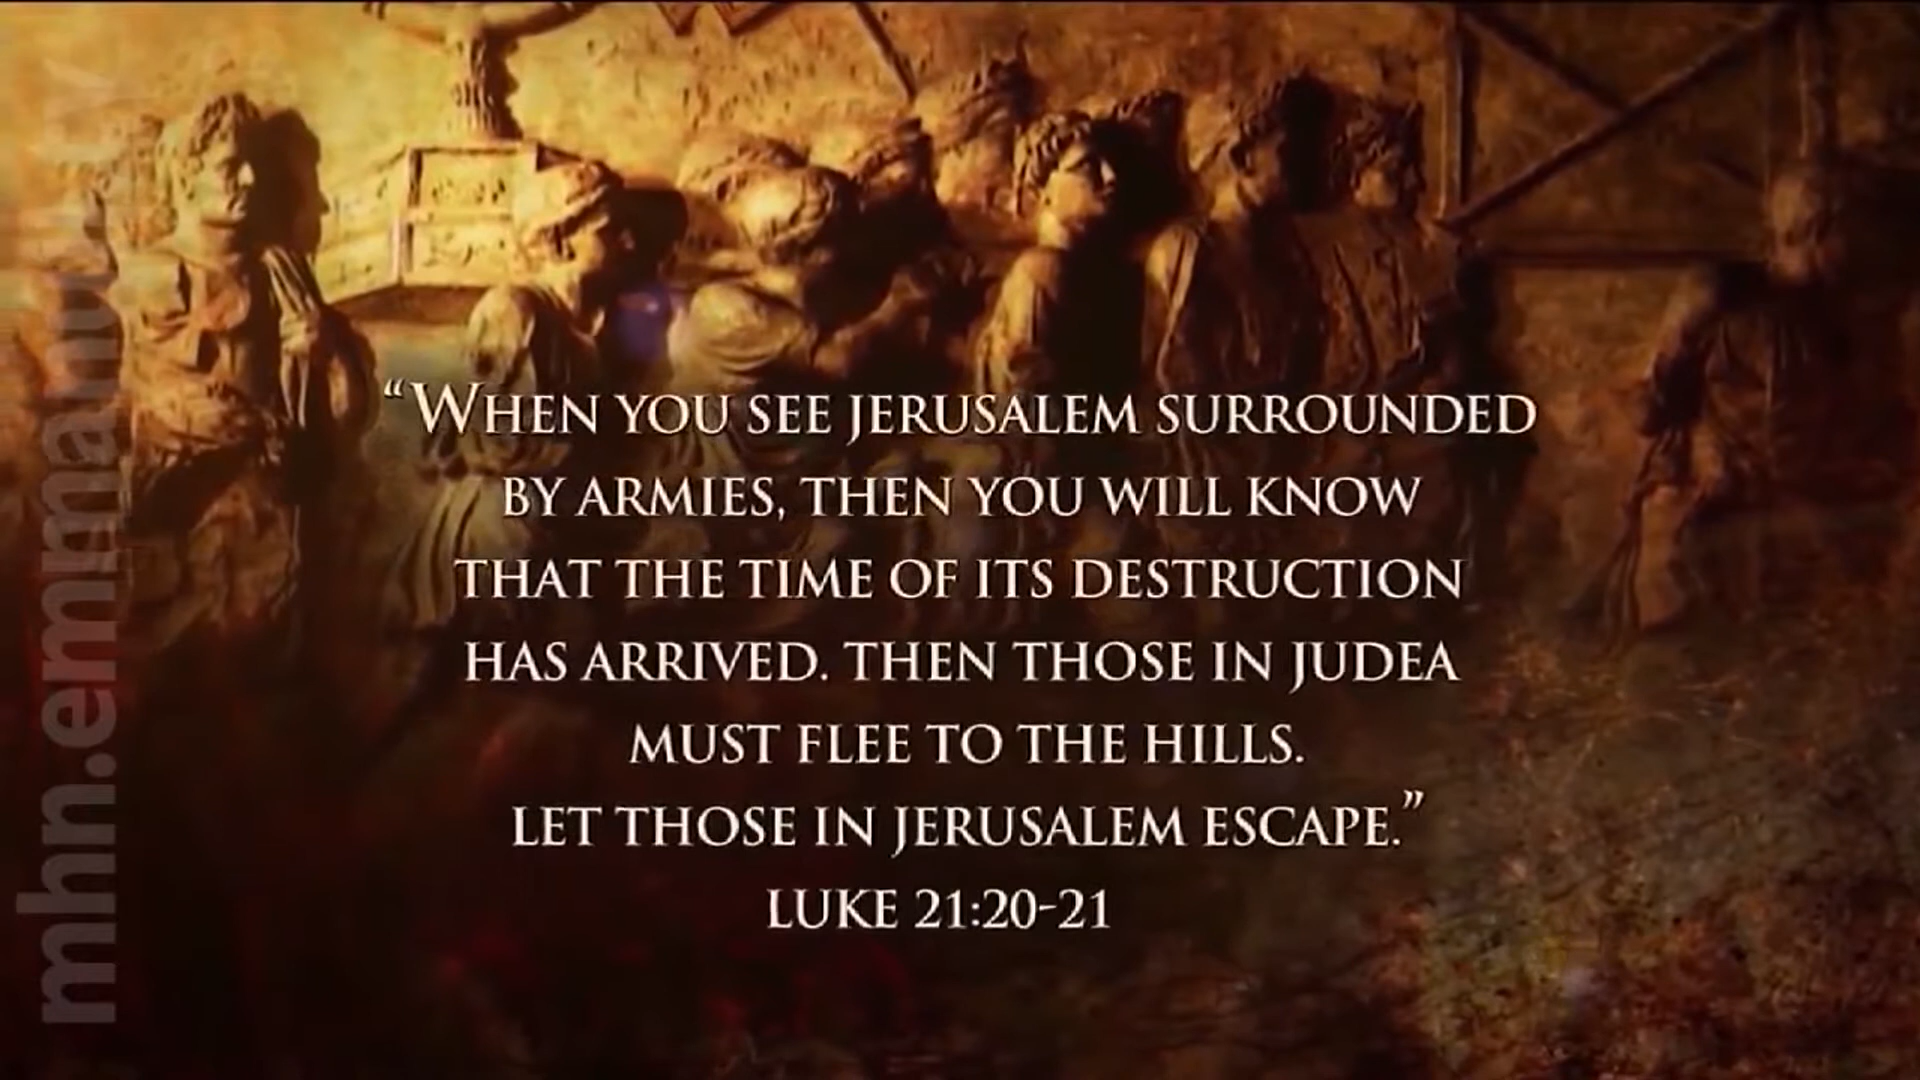 “WHEN YOU SEE JERUSALEM SURROUNDED
BY ARMIES, THEN YOU WILL KNOW
THAT THE TIME OF ITS DESTRUCTION
HAS ARRIVED. THEN THOSE IN JUDEA
MUST FLEE TO THE HILLS.
LET THOSE IN JERUSALEM ESCAPE.”
LUKE 21:20-21
mhn.emmanuel.tv